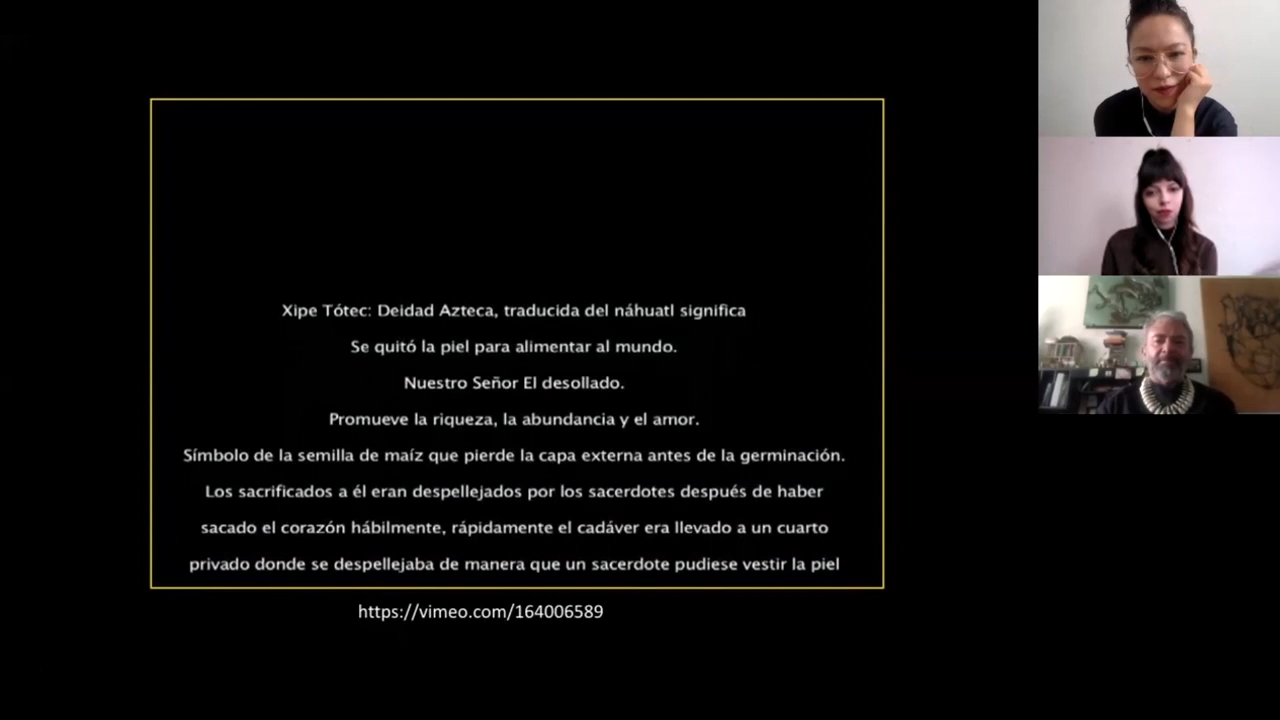 Xipe Tótec: Deidad Azteca, traducida del náhuatl significa
Se quitó la piel para alimentar al mundo.
Nuestro Señor El desollado.
Promueve la riqueza, la abundancia y el amor.
Símbolo de la semilla de maíz que pierde la capa externa antes de la germinación.
Los sacrificados a él eran despellejados por los sacerdotes después de haber
sacado el corazón hábilmente, rápidamente el cadáver era llevado a un cuarto
privado donde se despellejaba de manera que un sacerdote pudiese vestir la piel
https://vimeo.com/164006589